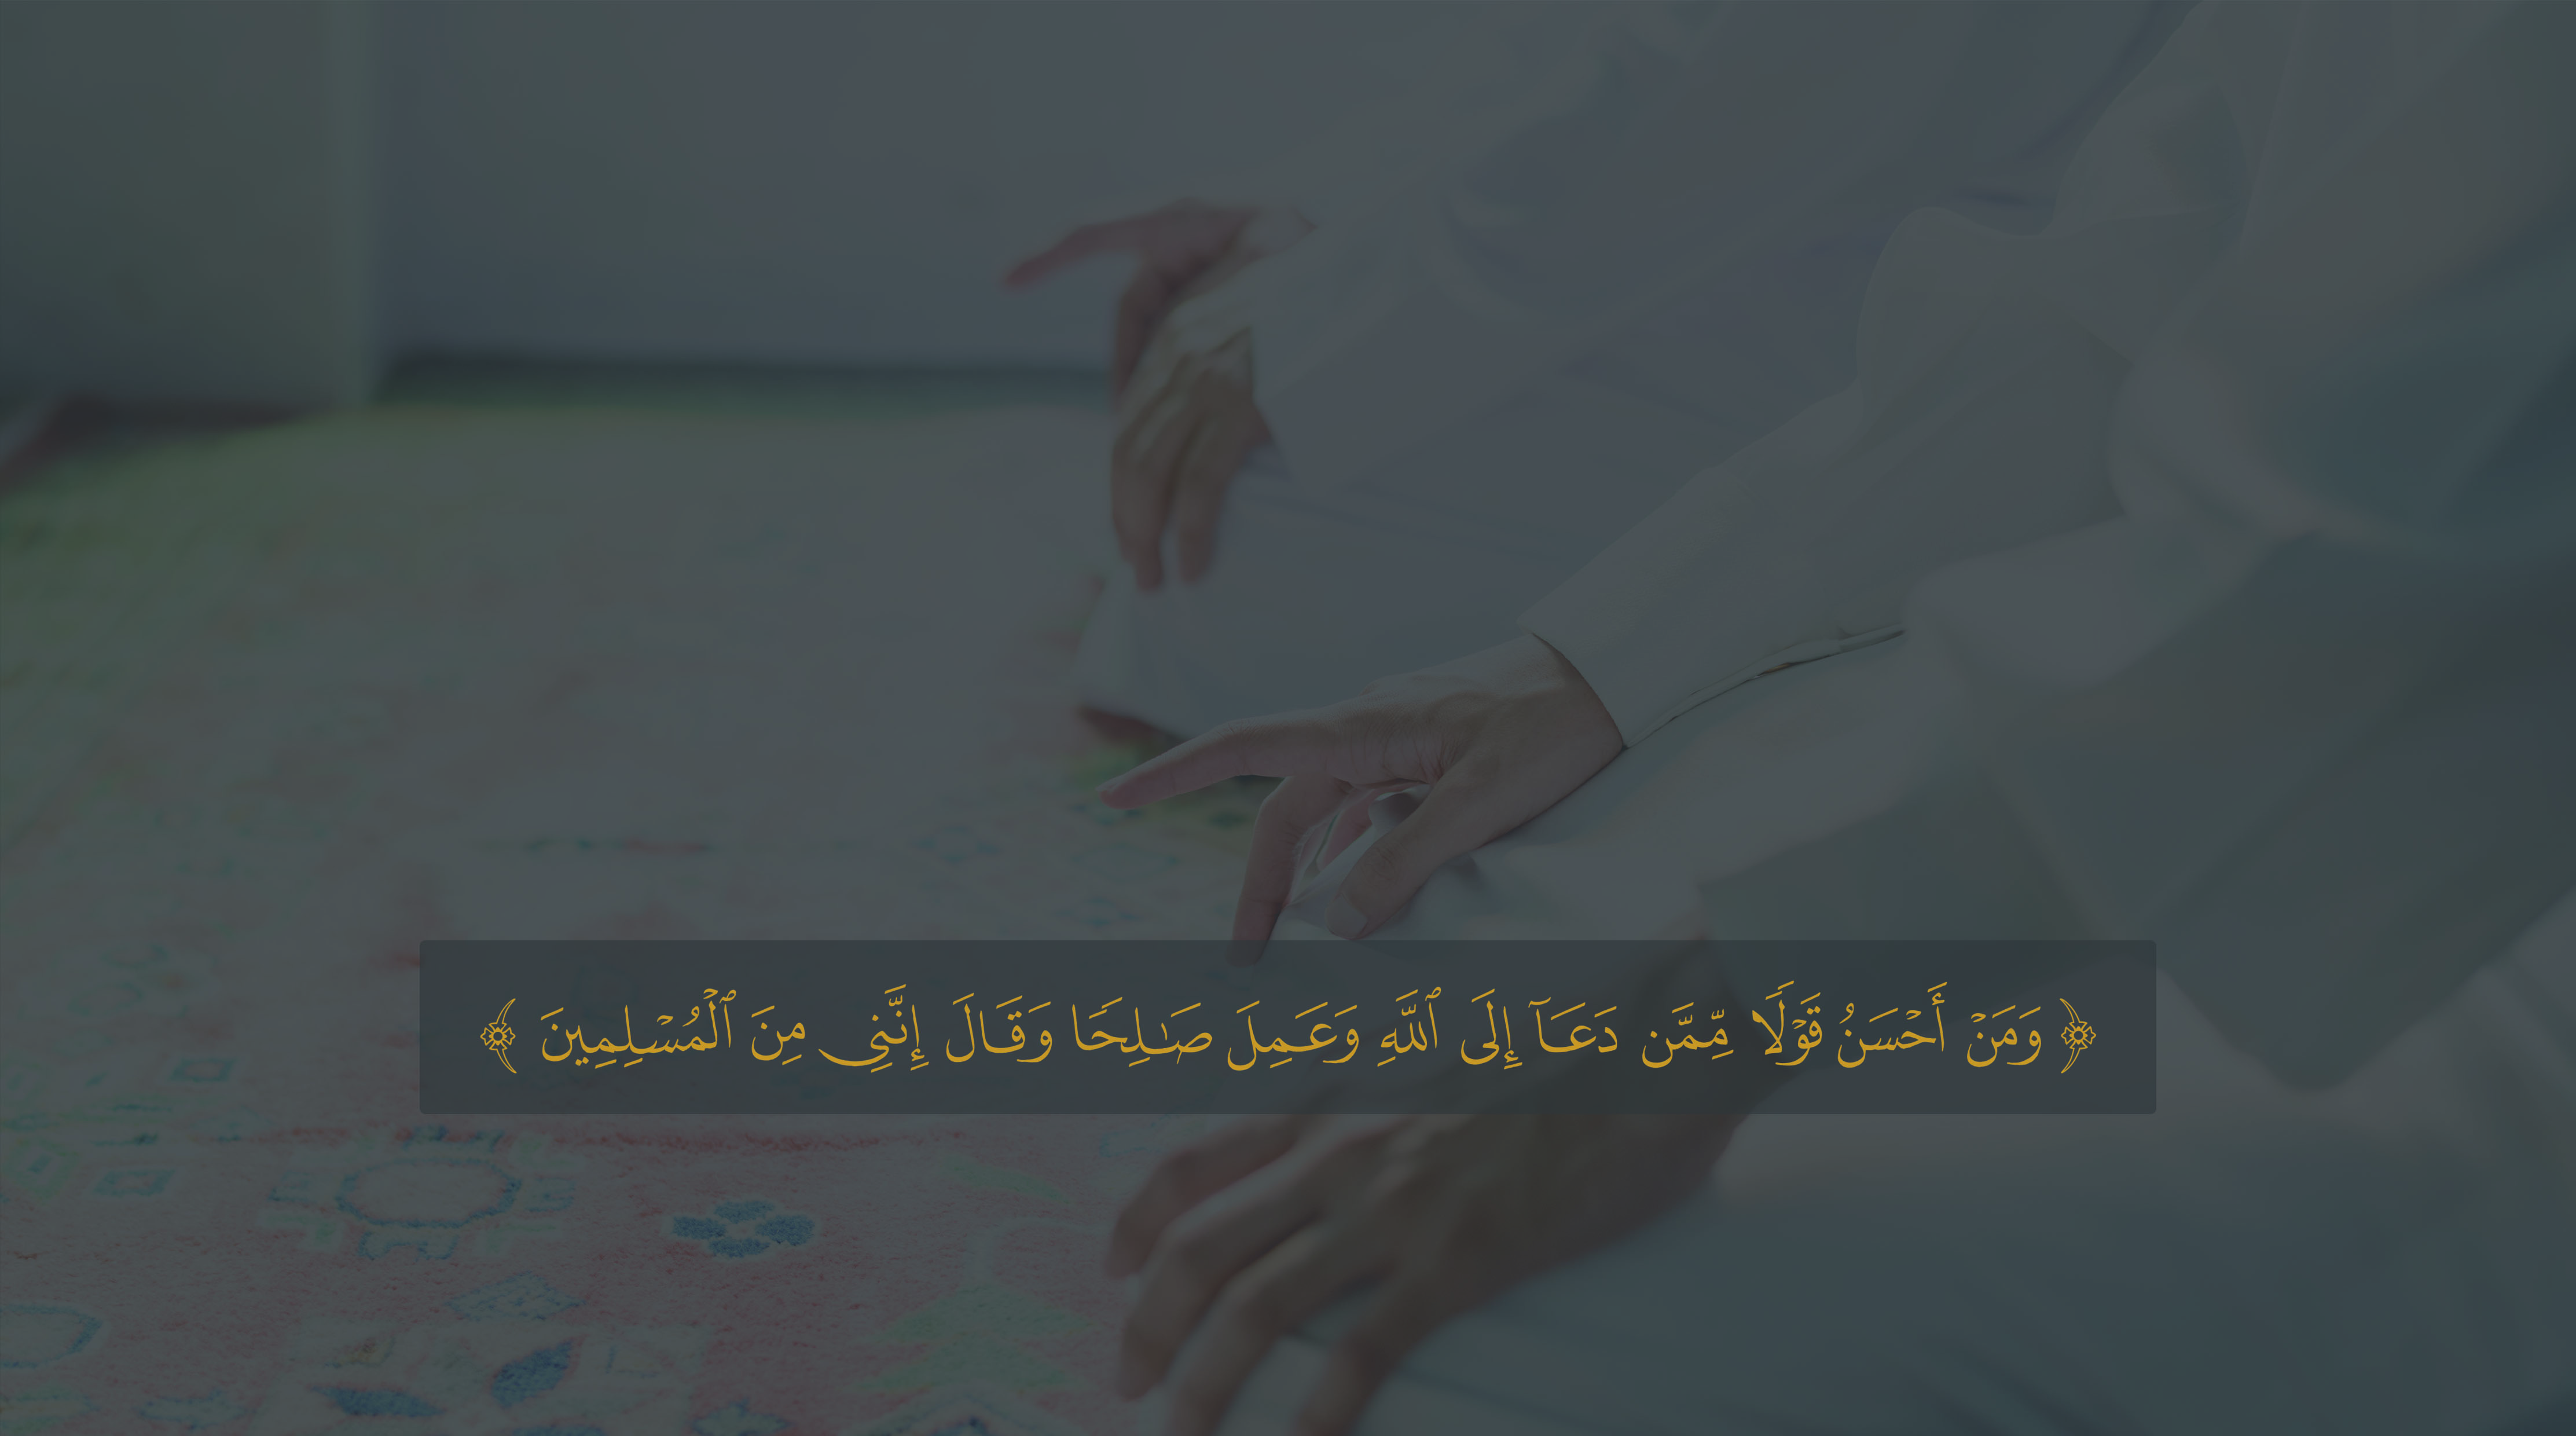 ﴿ وَمَنْ أَحْسَنُ قَوْلًا مِّمَّن دَعَآ إِلَى ٱللَّهِ وَعَمِلَ صَـٰلِحًا وَقَالَ إِنَّنِى مِنَ ٱلْمُسْلِمِينَ ﴾